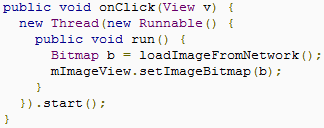 public void onClick(View v) {
  new Thread(new Runnable() {
    public void run() {
      Bitmap b = loadImageFromNetwork();
      mImageView.setImageBitmap(b);
    }
  }).start();
}